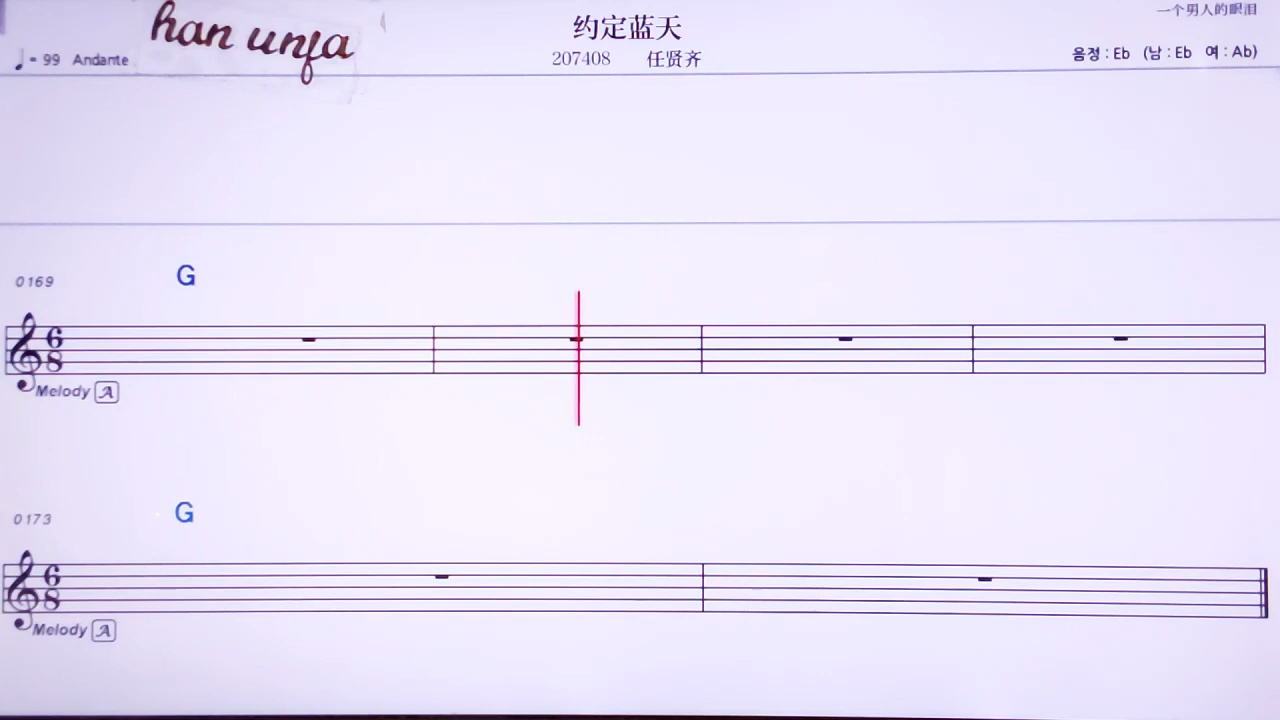 han unfa
约定蓝天
一个男人的眼泪
♩= 99 Andante
207408 任贤齐
음정 : Eb (남 : Eb 여 : Ab)
0169
G
6 8
Melody A
0173
G
6 8
Melody A